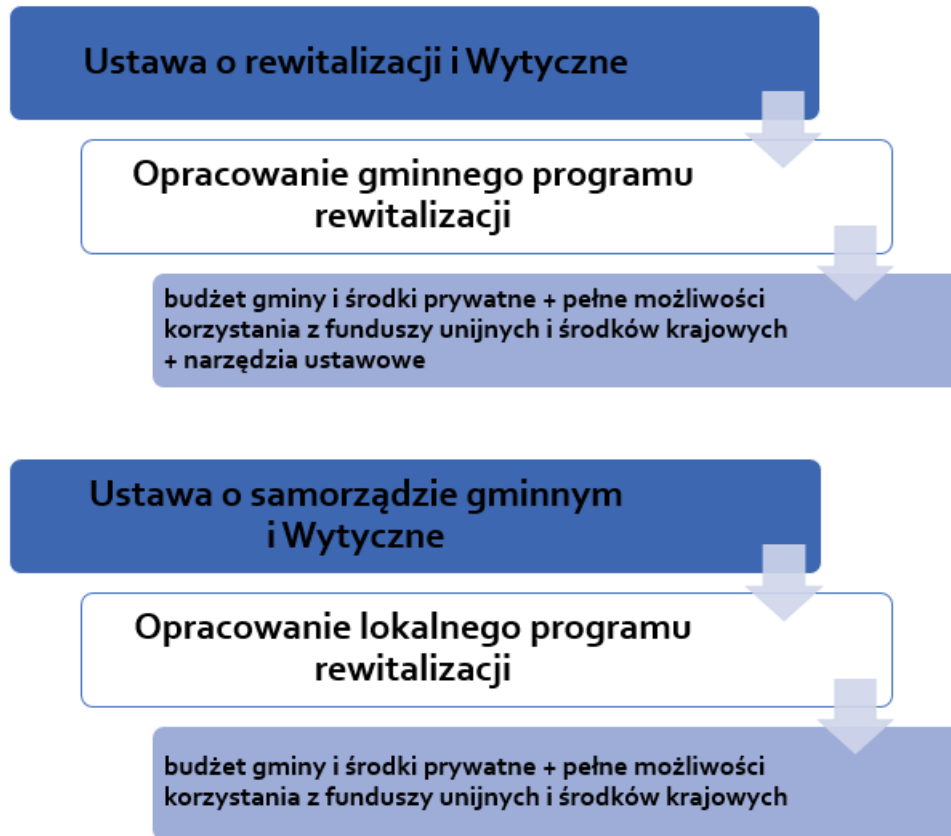 Ustawa o rewitalizacji i Wytyczne
Opracowanie gminnego programu
rewitalizacji
budżet gminy i środki prywatne + pełne możliwości
korzystania z funduszy unijnych i środków krajowych
+ narzędzia ustawowe
Ustawa o samorządzie gminnym
i Wytyczne
Opracowanie lokalnego programu
rewitalizacji
budżet gminy i środki prywatne + pełne możliwości
korzystania z funduszy unijnych i środków krajowych